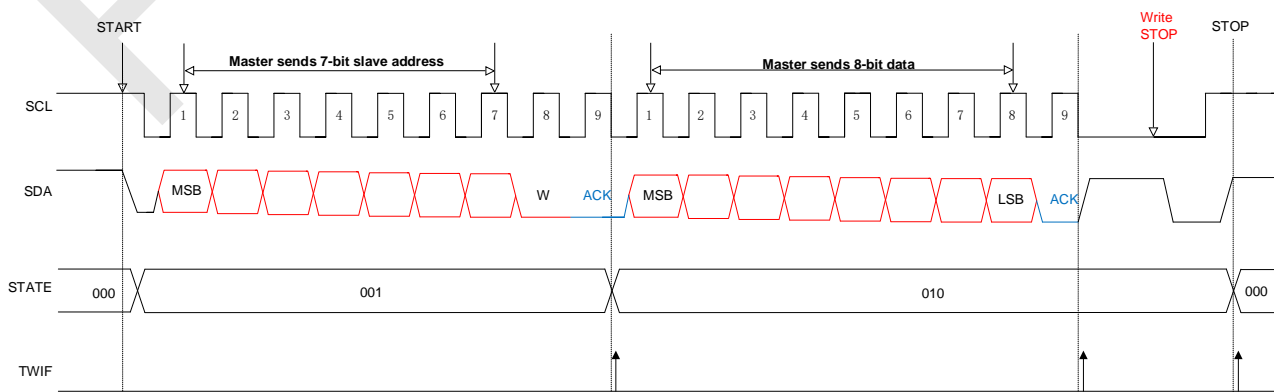 START
Write
STOP
STOP
Master sends 7-bit slave address
Master sends 8-bit data
SCL
1 2 3 4 5 6 7 8 9 1 2 3 4 5 6 7 8 9
SDA
MSB W ACK MSB LSB ACK
STATE
000 001 010 000
TWIF